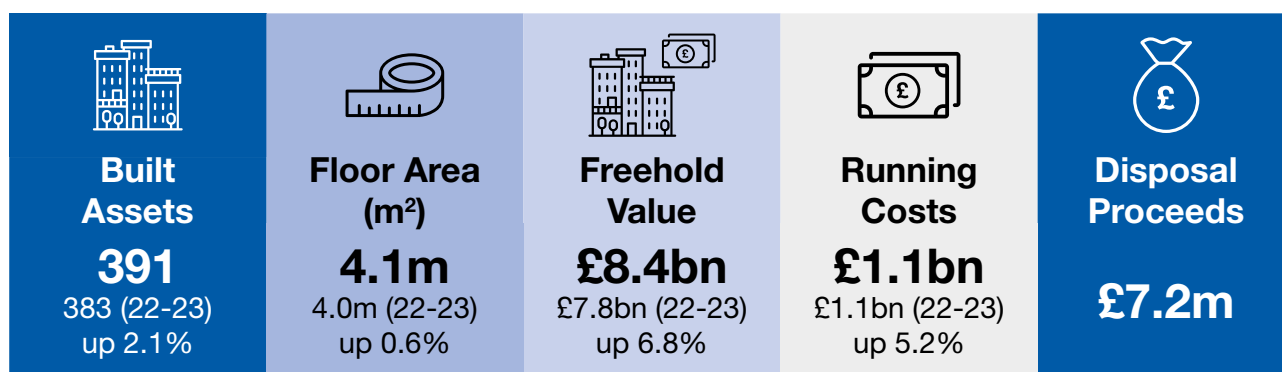 £
£
£
Built
Assets
391
383 (22-23)
up 2.1%
Floor Area
(m²)
4.1m
4.0m (22-23)
up 0.6%
Freehold
Value
£8.4bn
£7.8bn (22-23)
up 6.8%
Running
Costs
£1.1bn
£1.1bn (22-23)
up 5.2%
Disposal
Proceeds
£7.2m